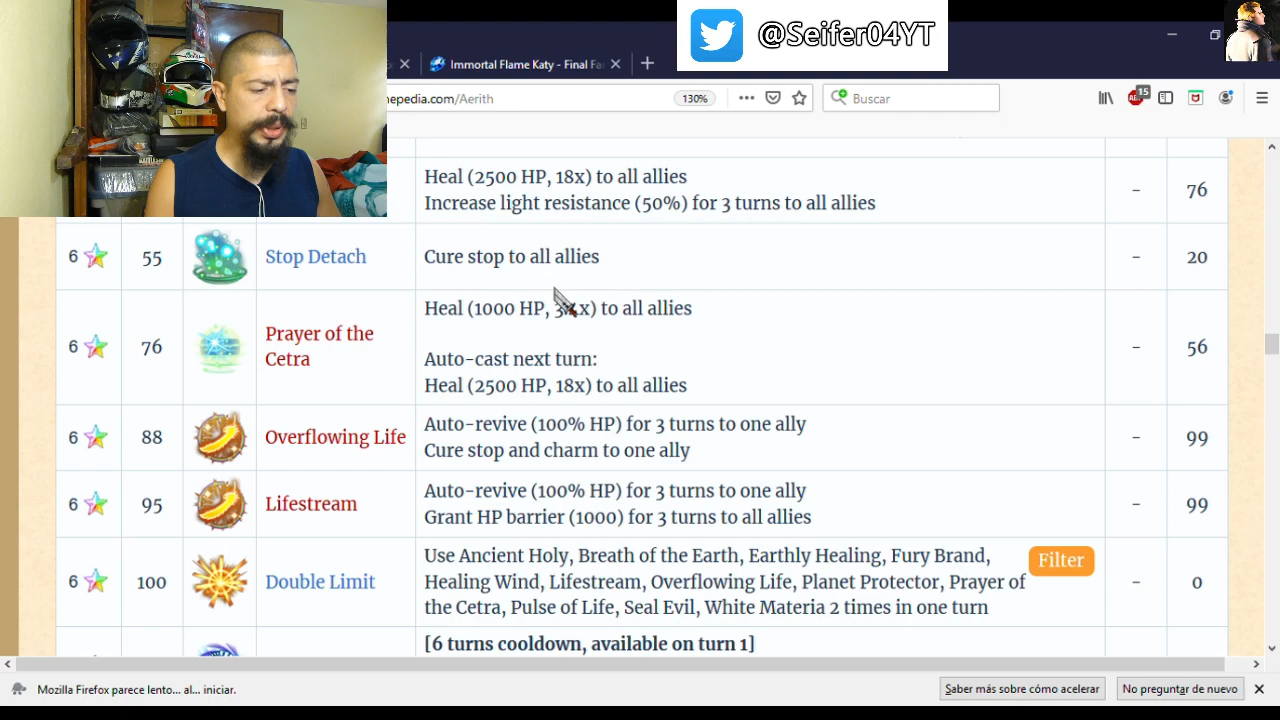 @Seifer04YT
Immortal Flame Katy - Final Fa
nepedia.com/Aerith
130%
Buscar
15
Heal (2500 HP, 18x) to all allies
Increase light resistance (50%) for 3 turns to all allies
- 76
6 55 Stop Detach Cure stop to all allies - 20
Heal (1000 HP, x) to all allies
6 76 Prayer of the
Cetra
Auto-cast next turn:
Heal (2500 HP, 18x) to all allies
- 56
6 88 Overflowing Life
Auto-revive (100% HP) for 3 turns to one ally
Cure stop and charm to one ally
- 99
6 95 Lifestream
Auto-revive (100% HP) for 3 turns to one ally
Grant HP barrier (1000) for 3 turns to all allies
- 99
6 100 Double Limit
Use Ancient Holy, Breath of the Earth, Earthly Healing, Fury Brand,
Healing Wind, Lifestream, Overflowing Life, Planet Protector, Prayer of
the Cetra, Pulse of Life, Seal Evil, White Materia 2 times in one turn
Filter
- 0
[6 turns cooldown, available on turn 1]
Mozilla Firefox parece lento... al... iniciar.
Saber más sobre cómo acelerar
No preguntar de nuevo